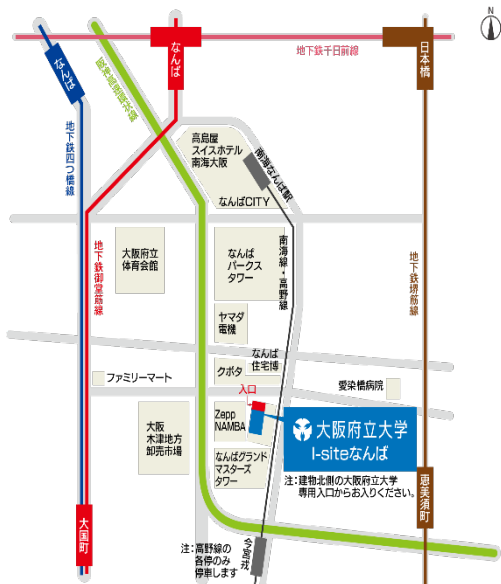 N
なんば
なんば
日本橋
地下鉄千日前線
阪神高速環状線
地下鉄四つ橋線
高島屋
スイスホテル
南海大阪
南海なんば駅
なんばCITY
地下鉄御堂筋線
大阪府立
体育会館
なんば
パークス
タワー
南海線・高野線
地下鉄堺筋線
ヤマダ
電機
なんば
住宅博
クボタ
ファミリーマート
入口
愛染橋病院
大阪
木津地方
卸売市場
Zepp
NAMBA
大阪府立大学
I-siteなんば
なんばグランド
マスターズ
タワー
注:建物北側の大阪府立大学
専用入口からお入りください。
恵美須町
大国町
注:高野線の
各停のみ
停車します
今宮戎